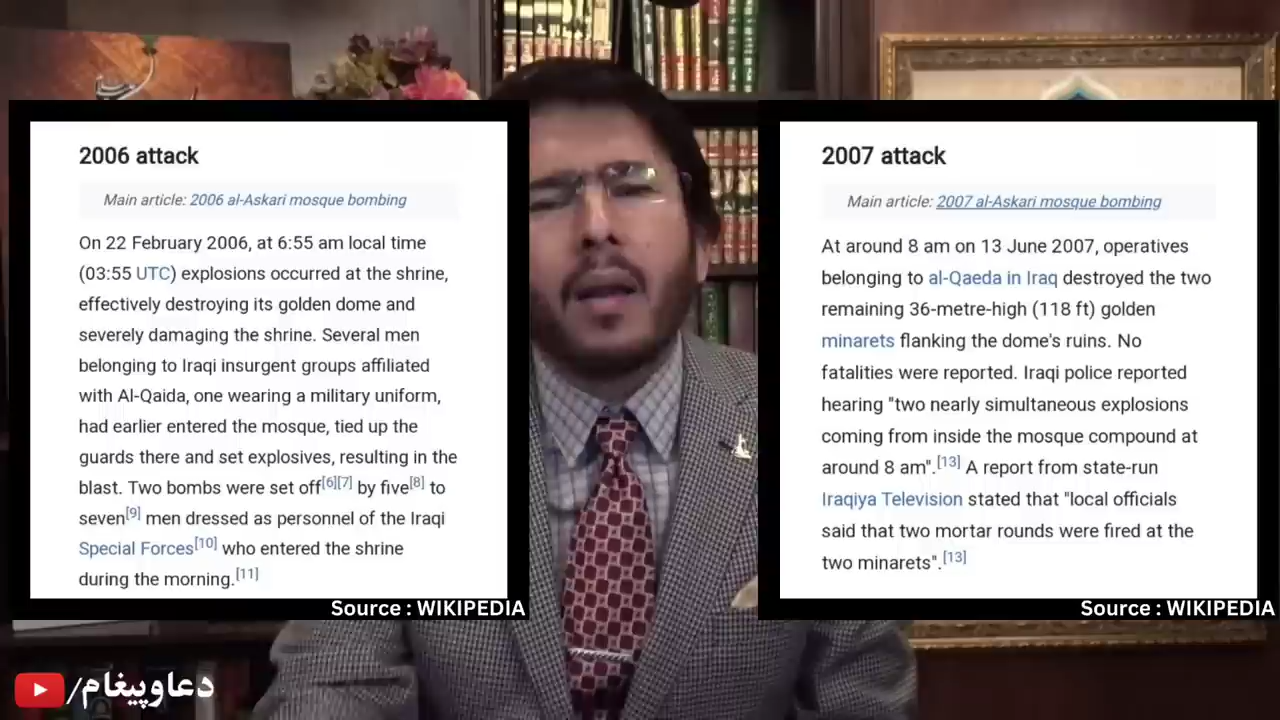 2006 attack
Main article: 2006 al-Askari mosque bombing
On 22 February 2006, at 6:55 am local time
(03:55 UTC) explosions occurred at the shrine,
effectively destroying its golden dome and
severely damaging the shrine. Several men
belonging to Iraqi insurgent groups affiliated
with Al-Qaida, one wearing a military uniform,
had earlier entered the mosque, tied up the
guards there and set explosives, resulting in the
blast. Two bombs were set off[6][7] by five[8] to
seven[9] men dressed as personnel of the Iraqi
Special Forces[10] who entered the shrine
during the morning.[11]
Source : WIKIPEDIA
2007 attack
Main article: 2007 al-Askari mosque bombing
At around 8 am on 13 June 2007, operatives
belonging to al-Qaeda in Iraq destroyed the two
remaining 36-metre-high (118 ft) golden
minarets flanking the dome's ruins. No
fatalities were reported. Iraqi police reported
hearing "two nearly simultaneous explosions
coming from inside the mosque compound at
around 8 am".[13] A report from state-run
Iraqiya Television stated that "local officials
said that two mortar rounds were fired at the
two minarets".[13]
Source : WIKIPEDIA
/دعاوپیغام